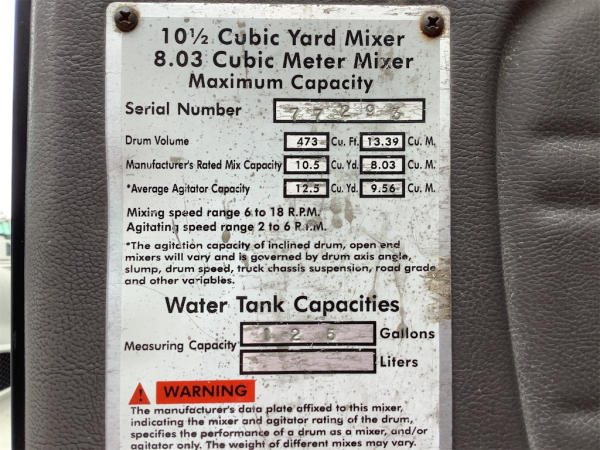 10½ Cubic Yard Mixer
8.03 Cubic Meter Mixer
Maximum Capacity
Serial Number 77293
Drum Volume 473 Cu. Ft. 13.39 Cu. M.
Manufacturer's Rated Mix Capacity 10.5 Cu. Yd. 8.03 Cu. M.
*Average Agitator Capacity 12.5 Cu. Yd. 9.56 Cu. M.
Mixing speed range 6 to 18 R.P.M.
Agitating speed range 2 to 6 R.P.M.
*The agitation capacity of inclined drum, open end
mixers will vary and is governed by drum axis angle,
slump, drum speed, truck chassis suspension, road grade
and other variables.
Water Tank Capacities
Measuring Capacity 125 Gallons
Liters
WARNING
The manufacturer's data plate affixed to this mixer,
indicating the mixer and agitator rating of the drum,
specifies the performance of a drum as a mixer, and/or
agitator only. The weight of different mixes may vary.